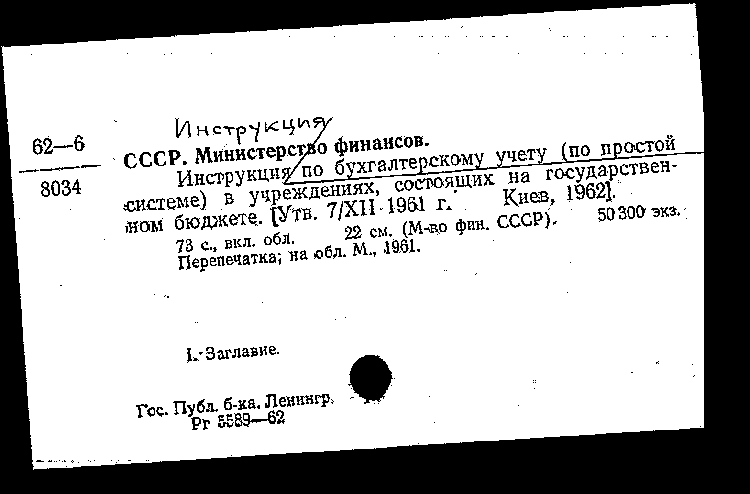 Инструкция
62—6
8034
СССР. Министерство финансов.
Инструкция по бухгалтерскому учету (по простой
системе) в учреждениях, состоящих на государствен-
ном бюджете. [Утв. 7/XII 1961 г. Киев, 1962].
73 с., вкл. обл. 22 см. (М-во фин. СССР). 50 300 экз.
Перепечатка; на обл. М., 1961.
I. Заглавие.
Гос. Публ. б-ка. Ленингр.
Рг 5589—62